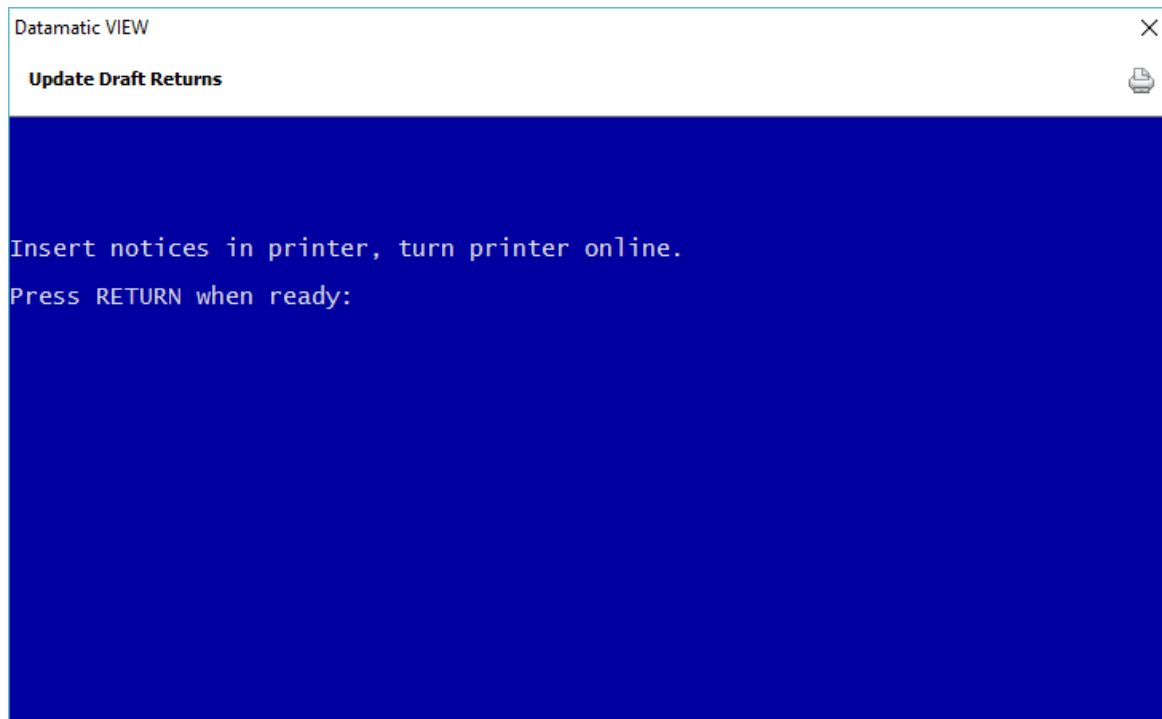 Datamatic VIEW
Update Draft Returns
Insert notices in printer, turn printer online.
Press RETURN when ready: